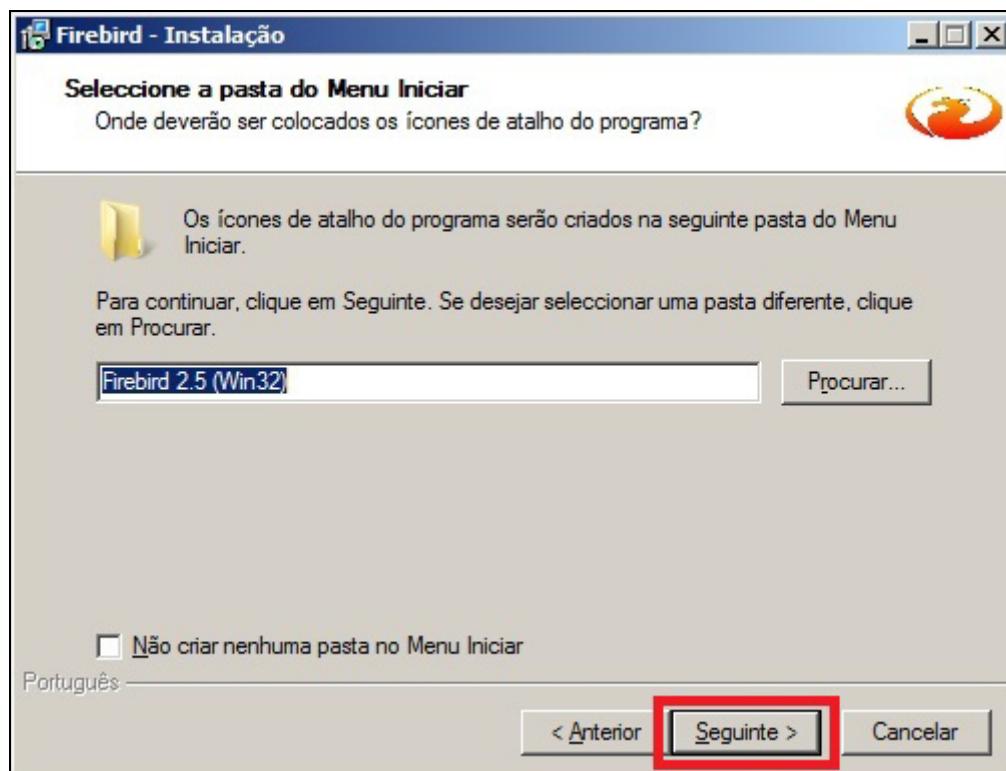 Firebird - Instalação
Seleccione a pasta do Menu Iniciar
Onde deverão ser colocados os ícones de atalho do programa?
Os ícones de atalho do programa serão criados na seguinte pasta do Menu
Iniciar.
Para continuar, clique em Seguinte. Se desejar seleccionar uma pasta diferente, clique
em Procurar.
Firebird 2.5 (Win32)
Procurar...
Não criar nenhuma pasta no Menu Iniciar
Português
< Anterior
Seguinte >
Cancelar